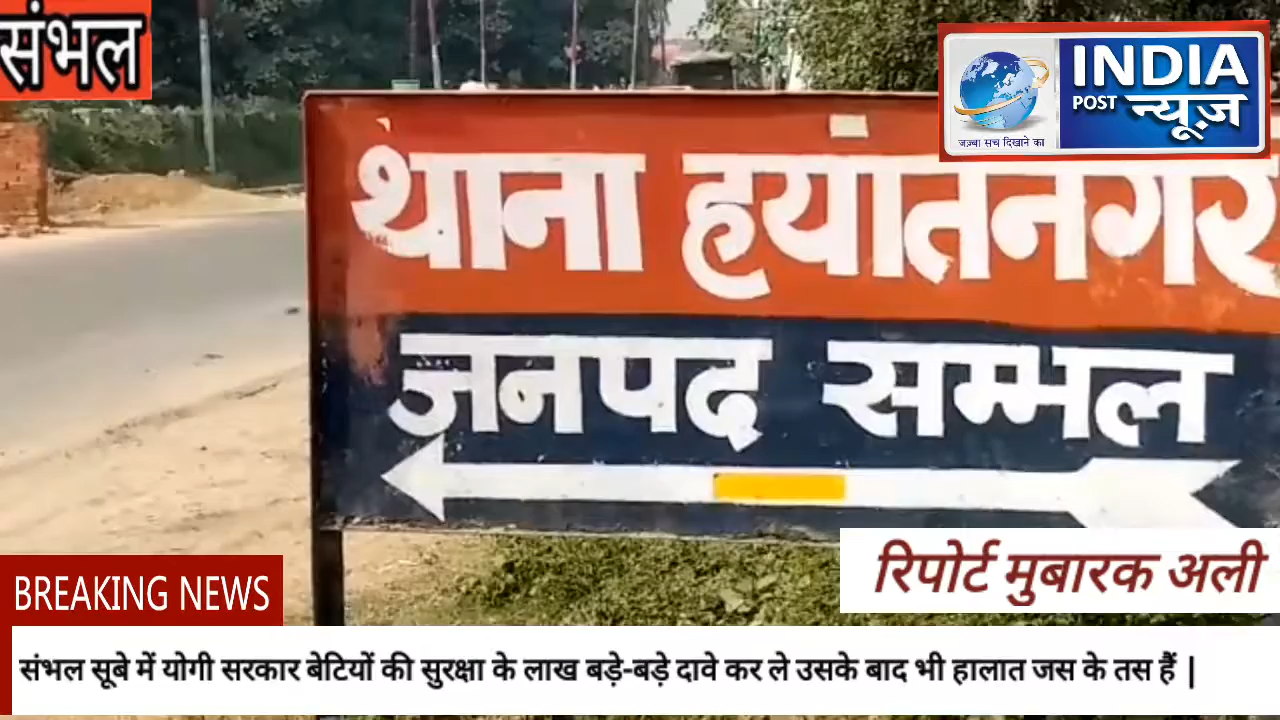 संभल
INDIA
POST न्यूज़
जज़्बा सच दिखाने का
थाना हयातनगर
जनपद सम्भल
रिपोर्ट मुबारक अली
BREAKING NEWS
संभल सूबे में योगी सरकार बेटियों की सुरक्षा के लाख बड़े-बड़े दावे कर ले उसके बाद भी हालात जस के तस हैं |